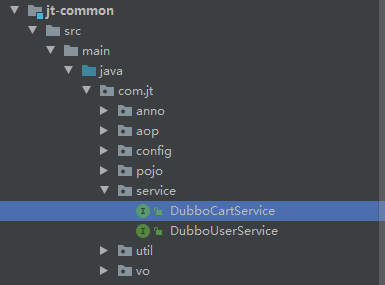 jt-common
src
main
java
com.jt
anno
aop
config
pojo
service
DubboCartService
DubboUserService
util
vo